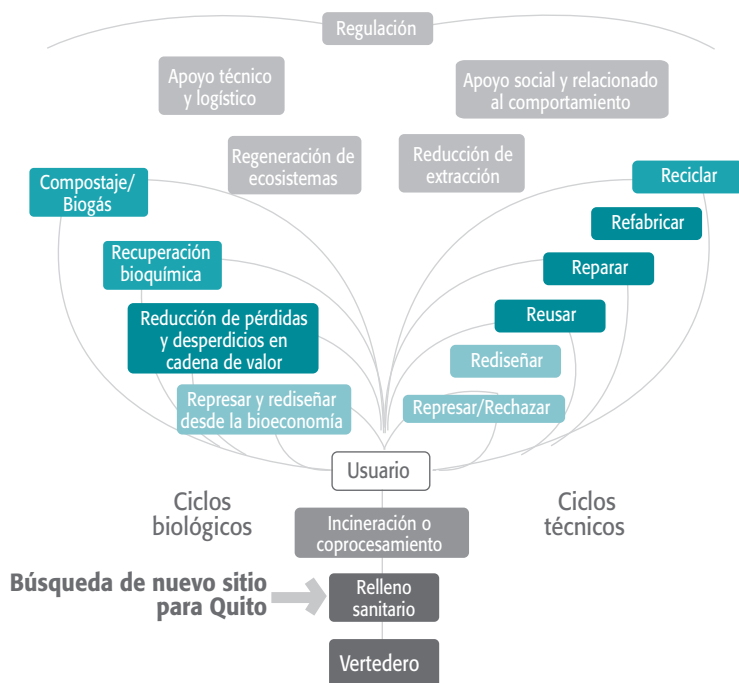 Regulación
Apoyo técnico
y logístico
Apoyo social y relacionado
al comportamiento
Regeneración de
ecosistemas
Reducción de
extracción
Compostaje/
Biogás
Reciclar
Refabricar
Recuperación
bioquímica
Reparar
Reducción de pérdidas
y desperdicios en
cadena de valor
Reusar
Rediseñar
Represar y rediseñar
desde la bioeconomía
Represar/Rechazar
Usuario
Ciclos
biológicos
Ciclos
técnicos
Incineración o
coprocesamiento
Búsqueda de nuevo sitio
para Quito
Relleno
sanitario
Vertedero